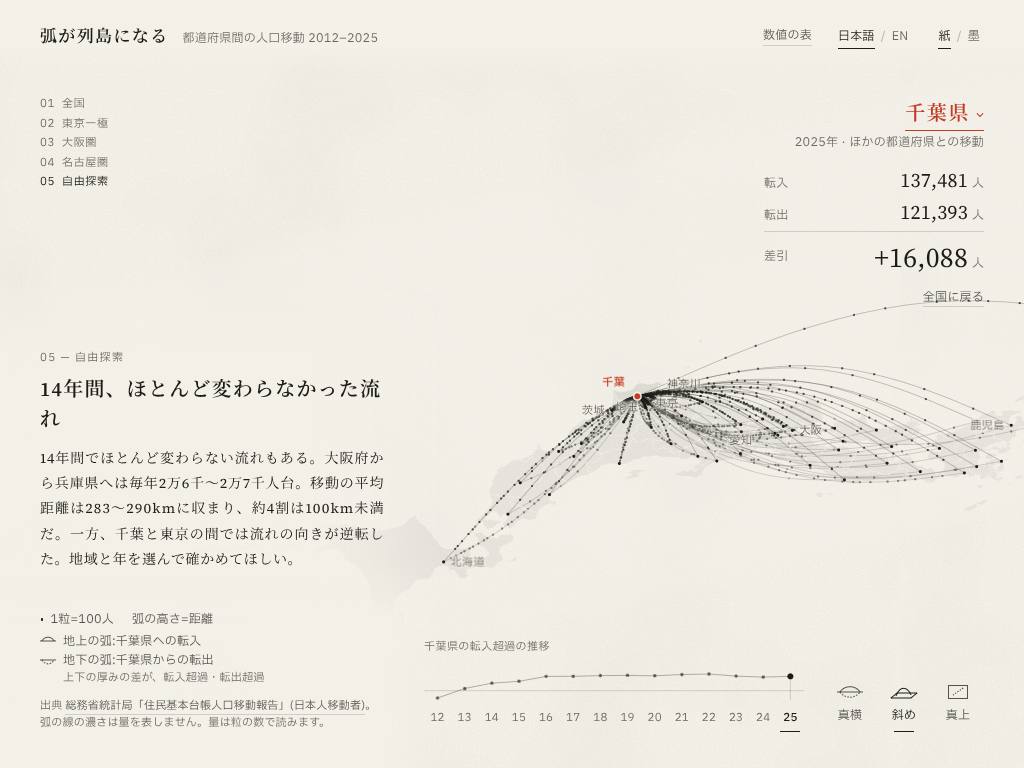 弧が列島になる 都道府県間の人口移動 2012–2025
数値の表 日本語 / EN 紙 / 墨
01 全国
02 東京一極
03 大阪圏
04 名古屋圏
05 自由探索
千葉県
2025年・ほかの都道府県との移動
転入 137,481 人
転出 121,393 人
差引 +16,088 人
全国に戻る
05 — 自由探索
14年間、ほとんど変わらなかった流
れ
14年間でほとんど変わらない流れもある。大阪府か
ら兵庫県へは毎年2万6千〜2万7千人台。移動の平均
距離は283〜290kmに収まり、約4割は100km未満
だ。一方、千葉と東京の間では流れの向きが逆転し
た。地域と年を選んで確かめてほしい。
千葉
神奈川
茨城
東京
愛知
大阪
鹿児島
北海道
1粒=100人 弧の高さ=距離
地上の弧:千葉県への転入
地下の弧:千葉県からの転出
上下の厚みの差が、転入超過・転出超過
出典 総務省統計局「住民基本台帳人口移動報告」(日本人移動者)。
弧の線の濃さは量を表しません。量は粒の数で読みます。
千葉県の転入超過の推移
12 13 14 15 16 17 18 19 20 21 22 23 24 25
真横 斜め 真上